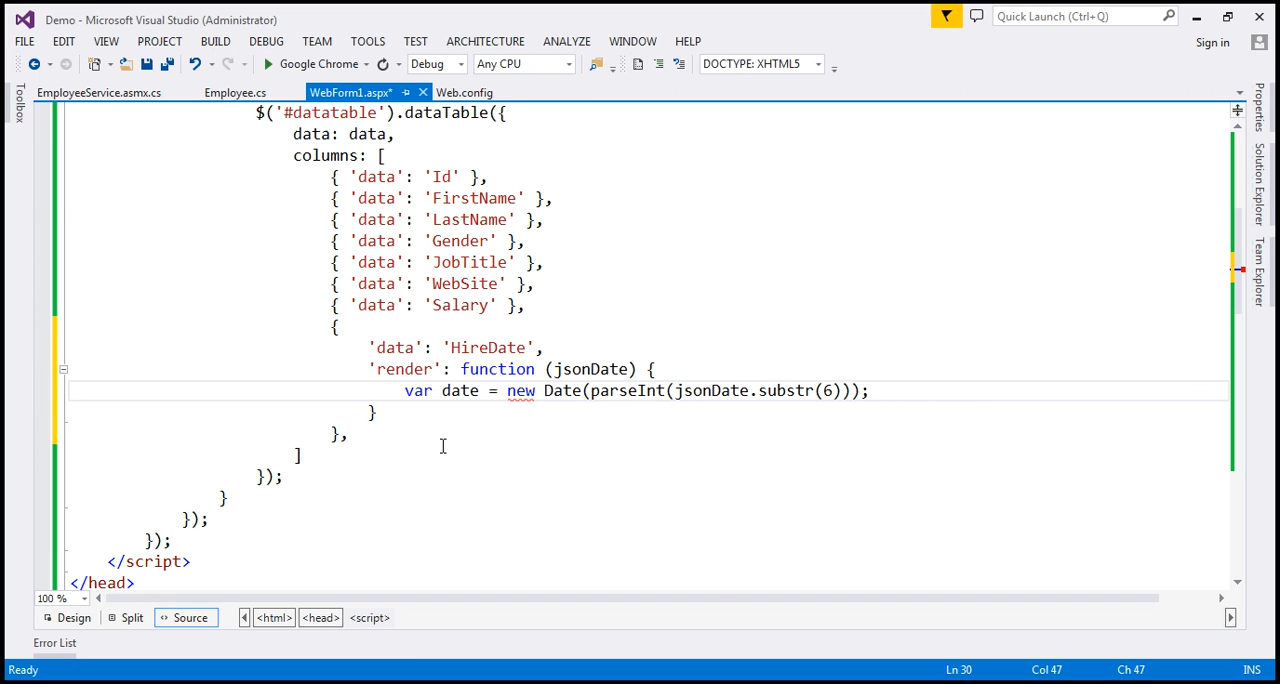 Demo - Microsoft Visual Studio (Administrator)
Quick Launch (Ctrl+Q)
FILE EDIT VIEW PROJECT BUILD DEBUG TEAM TOOLS TEST ARCHITECTURE ANALYZE WINDOW HELP
Sign in
Google Chrome Debug Any CPU DOCTYPE: XHTML5
Toolbox
EmployeeService.asmx.cs Employee.cs WebForm1.aspx* Web.config
Properties
Solution Explorer
Team Explorer
$('#datatable').dataTable({
data: data,
columns: [
{ 'data': 'Id' },
{ 'data': 'FirstName' },
{ 'data': 'LastName' },
{ 'data': 'Gender' },
{ 'data': 'JobTitle' },
{ 'data': 'WebSite' },
{ 'data': 'Salary' },
{
'data': 'HireDate',
'render': function (jsonDate) {
var date = new Date(parseInt(jsonDate.substr(6)));
}
},
]
});
}
});
});
</script>
</head>
100 %
Design Split Source <html> <head> <script>
Error List
Ready Ln 30 Col 47 Ch 47 INS